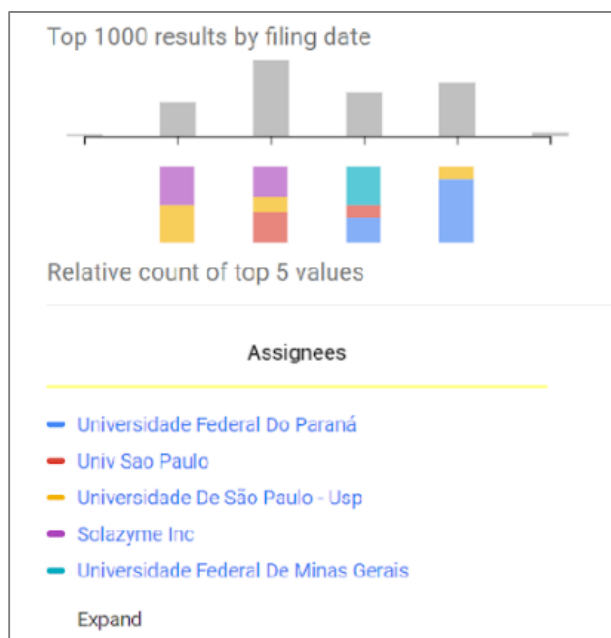 Top 1000 results by filing date
Relative count of top 5 values
Assignees
Universidade Federal Do Paraná
Univ Sao Paulo
Universidade De São Paulo - Usp
Solazyme Inc
Universidade Federal De Minas Gerais
Expand